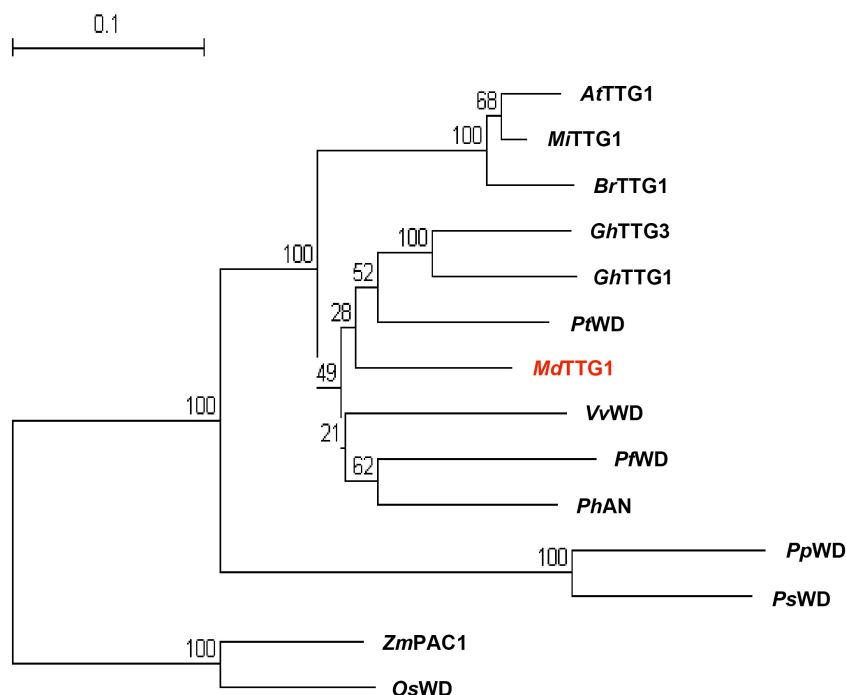 0.1
68
AtTTG1
100
MiTTG1
BrTTG1
100
100
GhTTG3
52
GhTTG1
28
PtWD
49
MdTTG1
100
21
VvWD
62
PfWD
PhAN
100
PpWD
PsWD
100
ZmPAC1
OsWD